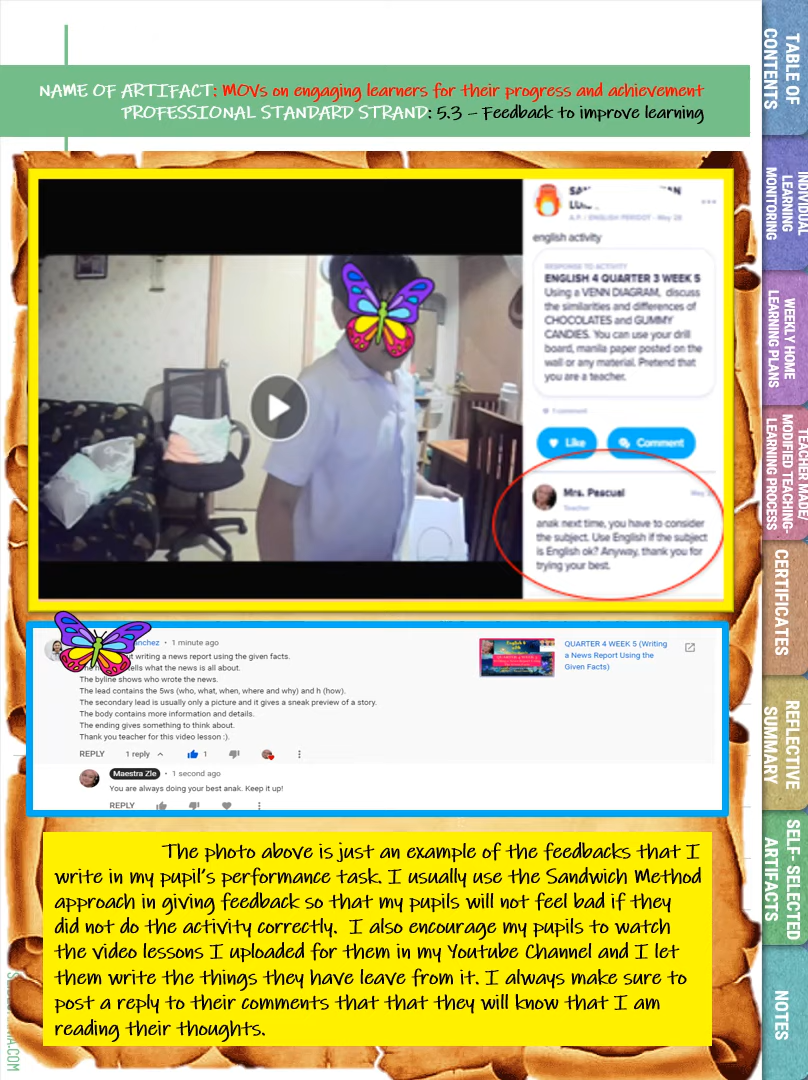 NAME OF ARTIFACT: MOVs on engaging learners for their progress and achievement
PROFESSIONAL STANDARD STRAND: 5.3 – Feedback to improve learning
A.P. / ENGLISH PERIDOT · May 28
english activity
RESPONSE TO ACTIVITY
ENGLISH 4 QUARTER 3 WEEK 5
Using a VENN DIAGRAM, discuss
the similarities and differences of
CHOCOLATES and GUMMY
CANDIES. You can use your drill
board, manila paper posted on the
wall or any material. Pretend that
you are a teacher.
1 comment
Like
Comment
Mrs. Pascual
May
Teacher
anak next time, you have to consider
the subject. Use English if the subject
is English ok? Anyway, thank you for
trying your best.
nchez • 1 minute ago
writing a news report using the given facts.
tells what the news is all about.
The byline shows who wrote the news.
The lead contains the 5ws (who, what, when, where and why) and h (how).
The secondary lead is usually only a picture and it gives a sneak preview of a story.
The body contains more information and details.
The ending gives something to think about.
Thank you teacher for this video lesson :).
REPLY 1 reply 1
Maestra Zle • 1 second ago
You are always doing your best anak. Keep it up!
REPLY
QUARTER 4 WEEK 5 (Writing
a News Report Using the
Given Facts)
The photo above is just an example of the feedbacks that I
write in my pupil's performance task. I usually use the Sandwich Method
approach in giving feedback so that my pupils will not feel bad if they
did not do the activity correctly. I also encourage my pupils to watch
the video lessons I uploaded for them in my Youtube Channel and I let
them write the things they have leave from it. I always make sure to
post a reply to their comments that that they will know that I am
reading their thoughts.
TABLE OF
CONTENTS
INDIVIDUAL
LEARNING
MONITORING
WEEKLY HOME
LEARNING PLANS
TEACHER MADE/
MODIFIED TEACHING-
LEARNING PROCESS
CERTIFICATES
REFLECTIVE
SUMMARY
SELF- SELECTED
ARTIFACTS
NOTES